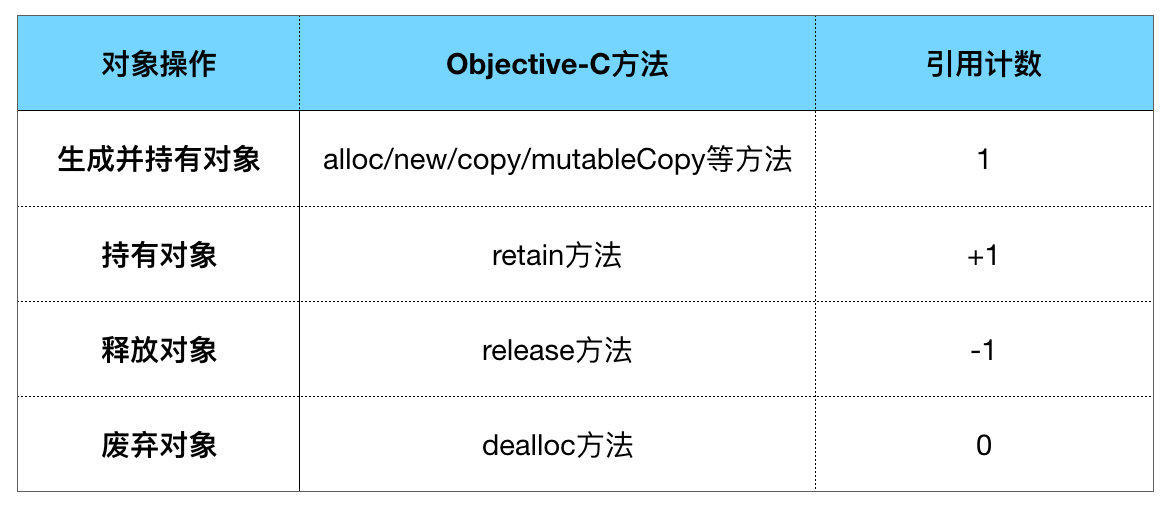 对象操作 Objective-C方法 引用计数
生成并持有对象 alloc/new/copy/mutableCopy等方法 1
持有对象 retain方法 +1
释放对象 release方法 -1
废弃对象 dealloc方法 0